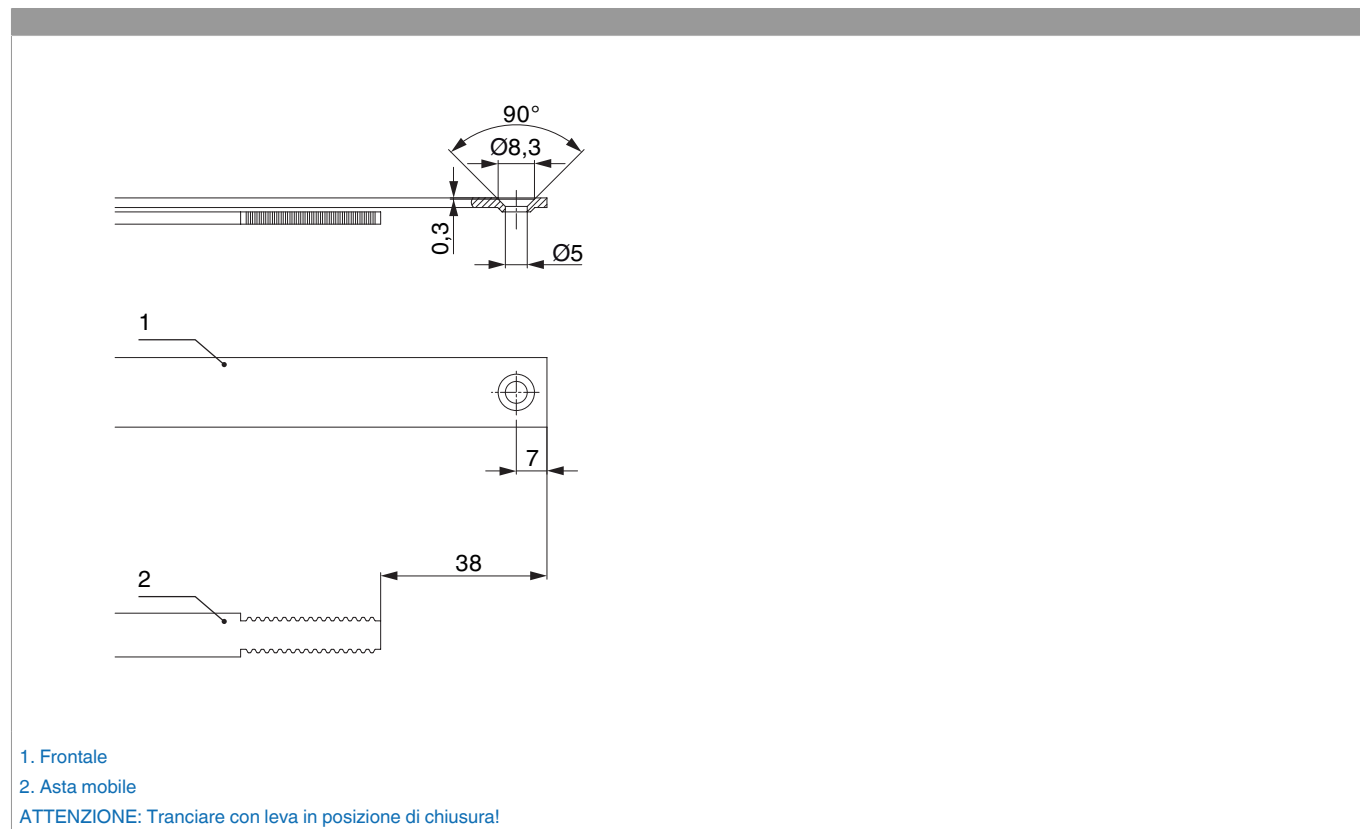 90°
Ø8,3
0,3
Ø5
1
7
38
2
1. Frontale
2. Asta mobile
ATTENZIONE: Tranciare con leva in posizione di chiusura!